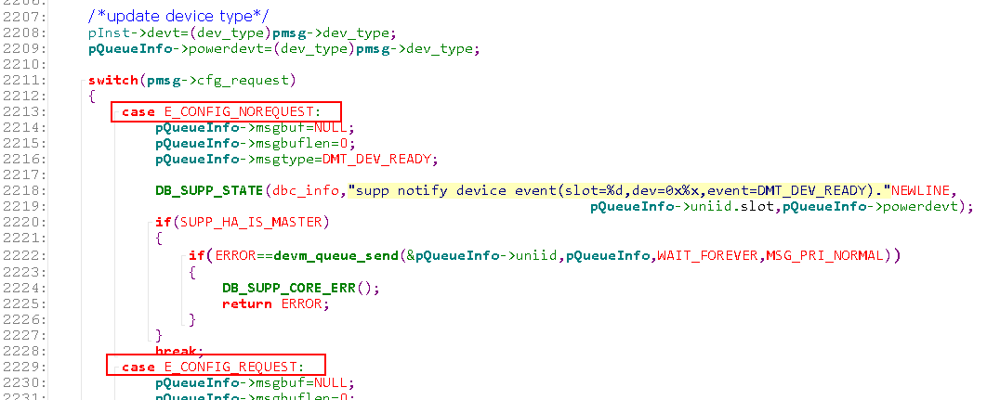 2206:
2207: /*update device type*/
2208: pInst->devt=(dev_type)pmsg->dev_type;
2209: pQueueInfo->powerdevt=(dev_type)pmsg->dev_type;
2210:
2211: switch(pmsg->cfg_request)
2212: {
2213: case E_CONFIG_NOREQUEST:
2214: pQueueInfo->msgbuf=NULL;
2215: pQueueInfo->msgbuflen=0;
2216: pQueueInfo->msgtype=DMT_DEV_READY;
2217:
2218: DB_SUPP_STATE(dbc_info,"supp notify device event(slot=%d,dev=0x%x,event=DMT_DEV_READY)."NEWLINE,
2219: pQueueInfo->uniid.slot,pQueueInfo->powerdevt);
2220: if(SUPP_HA_IS_MASTER)
2221: {
2222: if(ERROR==devm_queue_send(&pQueueInfo->uniid,pQueueInfo,WAIT_FOREVER,MSG_PRI_NORMAL))
2223: {
2224: DB_SUPP_CORE_ERR();
2225: return ERROR;
2226: }
2227: }
2228: break;
2229: case E_CONFIG_REQUEST:
2230: pQueueInfo->msgbuf=NULL;
2231: pQueueInfo->msgbuflen=0;